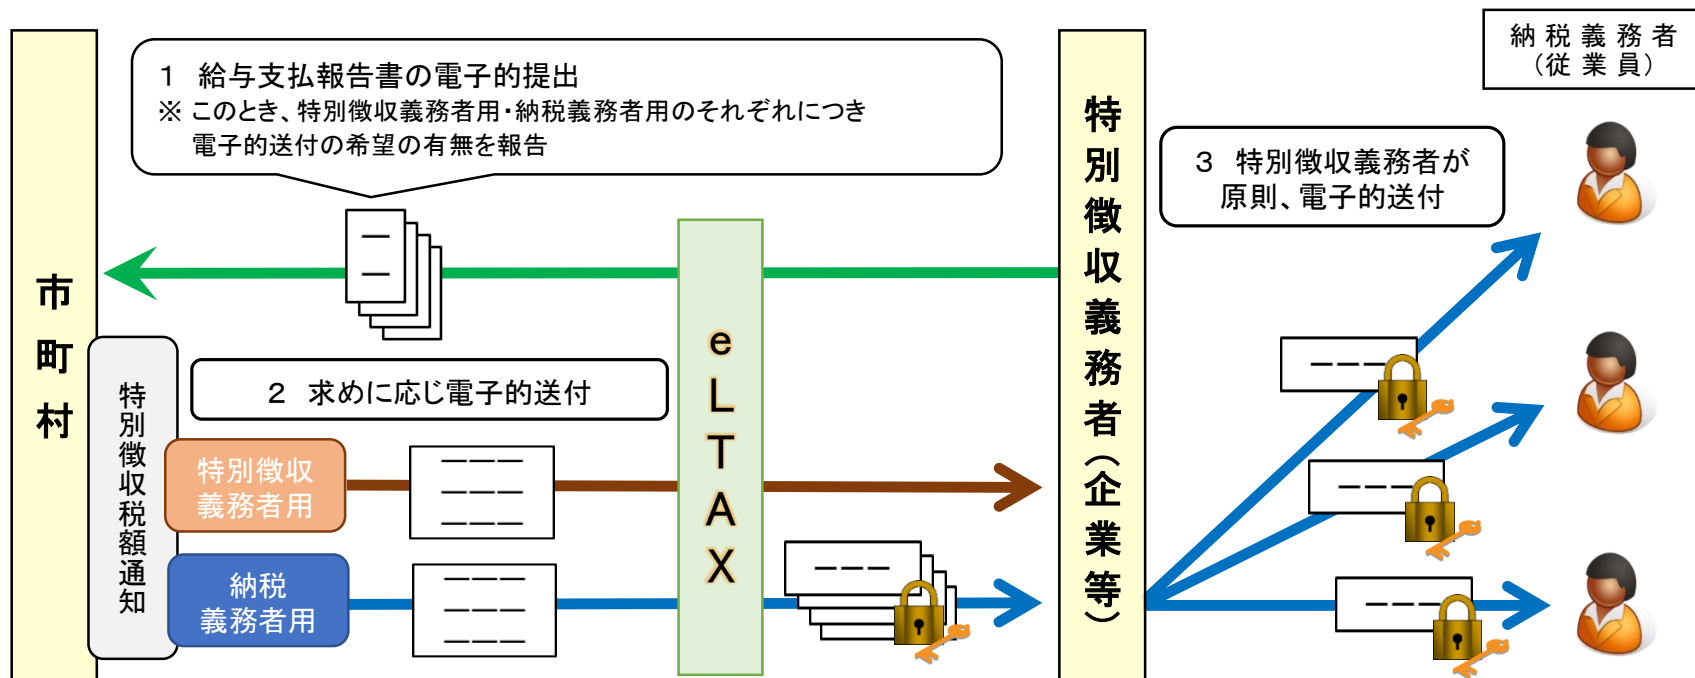 納税義務者
（従業員）
1　給与支払報告書の電子的提出
※ このとき、特別徴収義務者用・納税義務者用のそれぞれにつき
電子的送付の希望の有無を報告
市町村
eLTAX
特別徴収義務者（企業等）
3　特別徴収義務者が
原則、電子的送付
特別徴収税額通知
2　求めに応じ電子的送付
特別徴収
義務者用
納税
義務者用